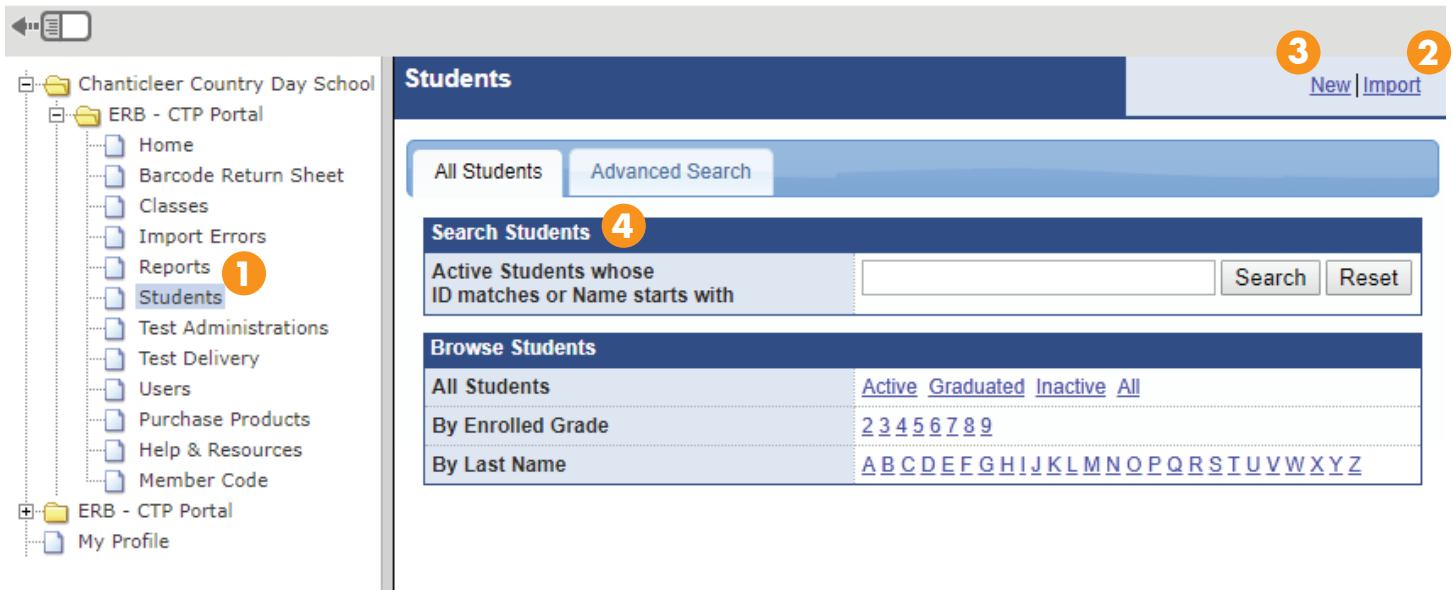 3
2
Chanticleer Country Day School
Students
New | Import
ERB - CTP Portal
Home
Barcode Return Sheet
All Students
Advanced Search
Classes
4
Search Students
Import Errors
Active Students whose
ID matches or Name starts with
Search
Reset
Reports
1
Students
Test Administrations
Browse Students
Test Delivery
All Students
Active Graduated Inactive All
Users
Purchase Products
By Enrolled Grade
2 3 4 5 6 7 8 9
Help & Resources
By Last Name
A B C D E F G H I J K L M N O P Q R S T U V W X Y Z
Member Code
ERB - CTP Portal
My Profile